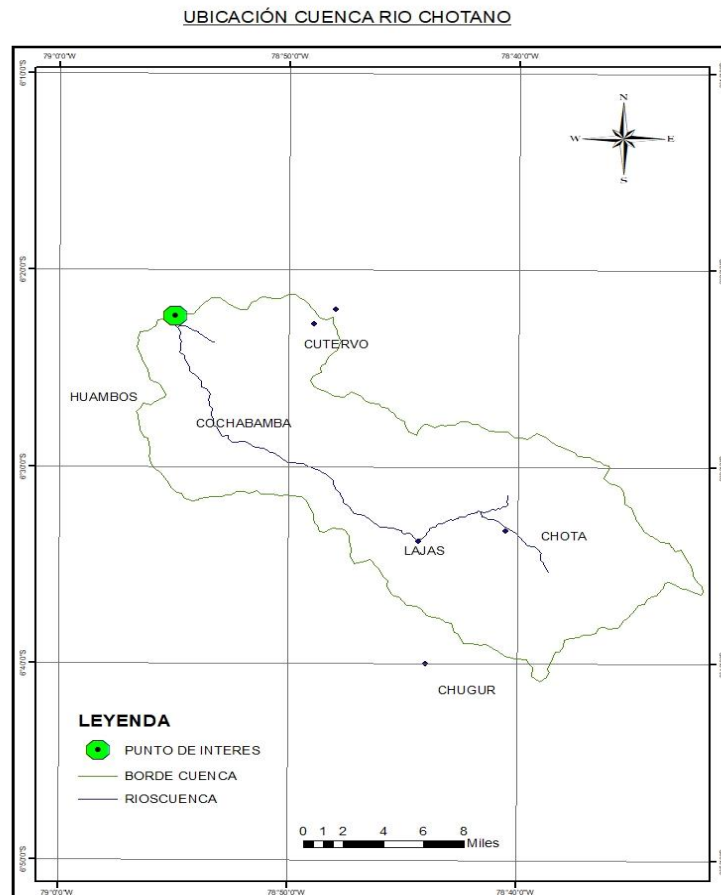 UBICACIÓN CUENCA RIO CHOTANO
79°0'0"W 78°50'0"W 78°40'0"W
6°10'0"S
N
W E
S
6°20'0"S
CUTERVO
HUAMBOS
COCHABAMBA
6°30'0"S
CHOTA
LAJAS
6°40'0"S
CHUGUR
LEYENDA
PUNTO DE INTERES
BORDE CUENCA
RIOSCUENCA
0 1 2 4 6 8
Miles
6°50'0"S
79°0'0"W 78°50'0"W 78°40'0"W